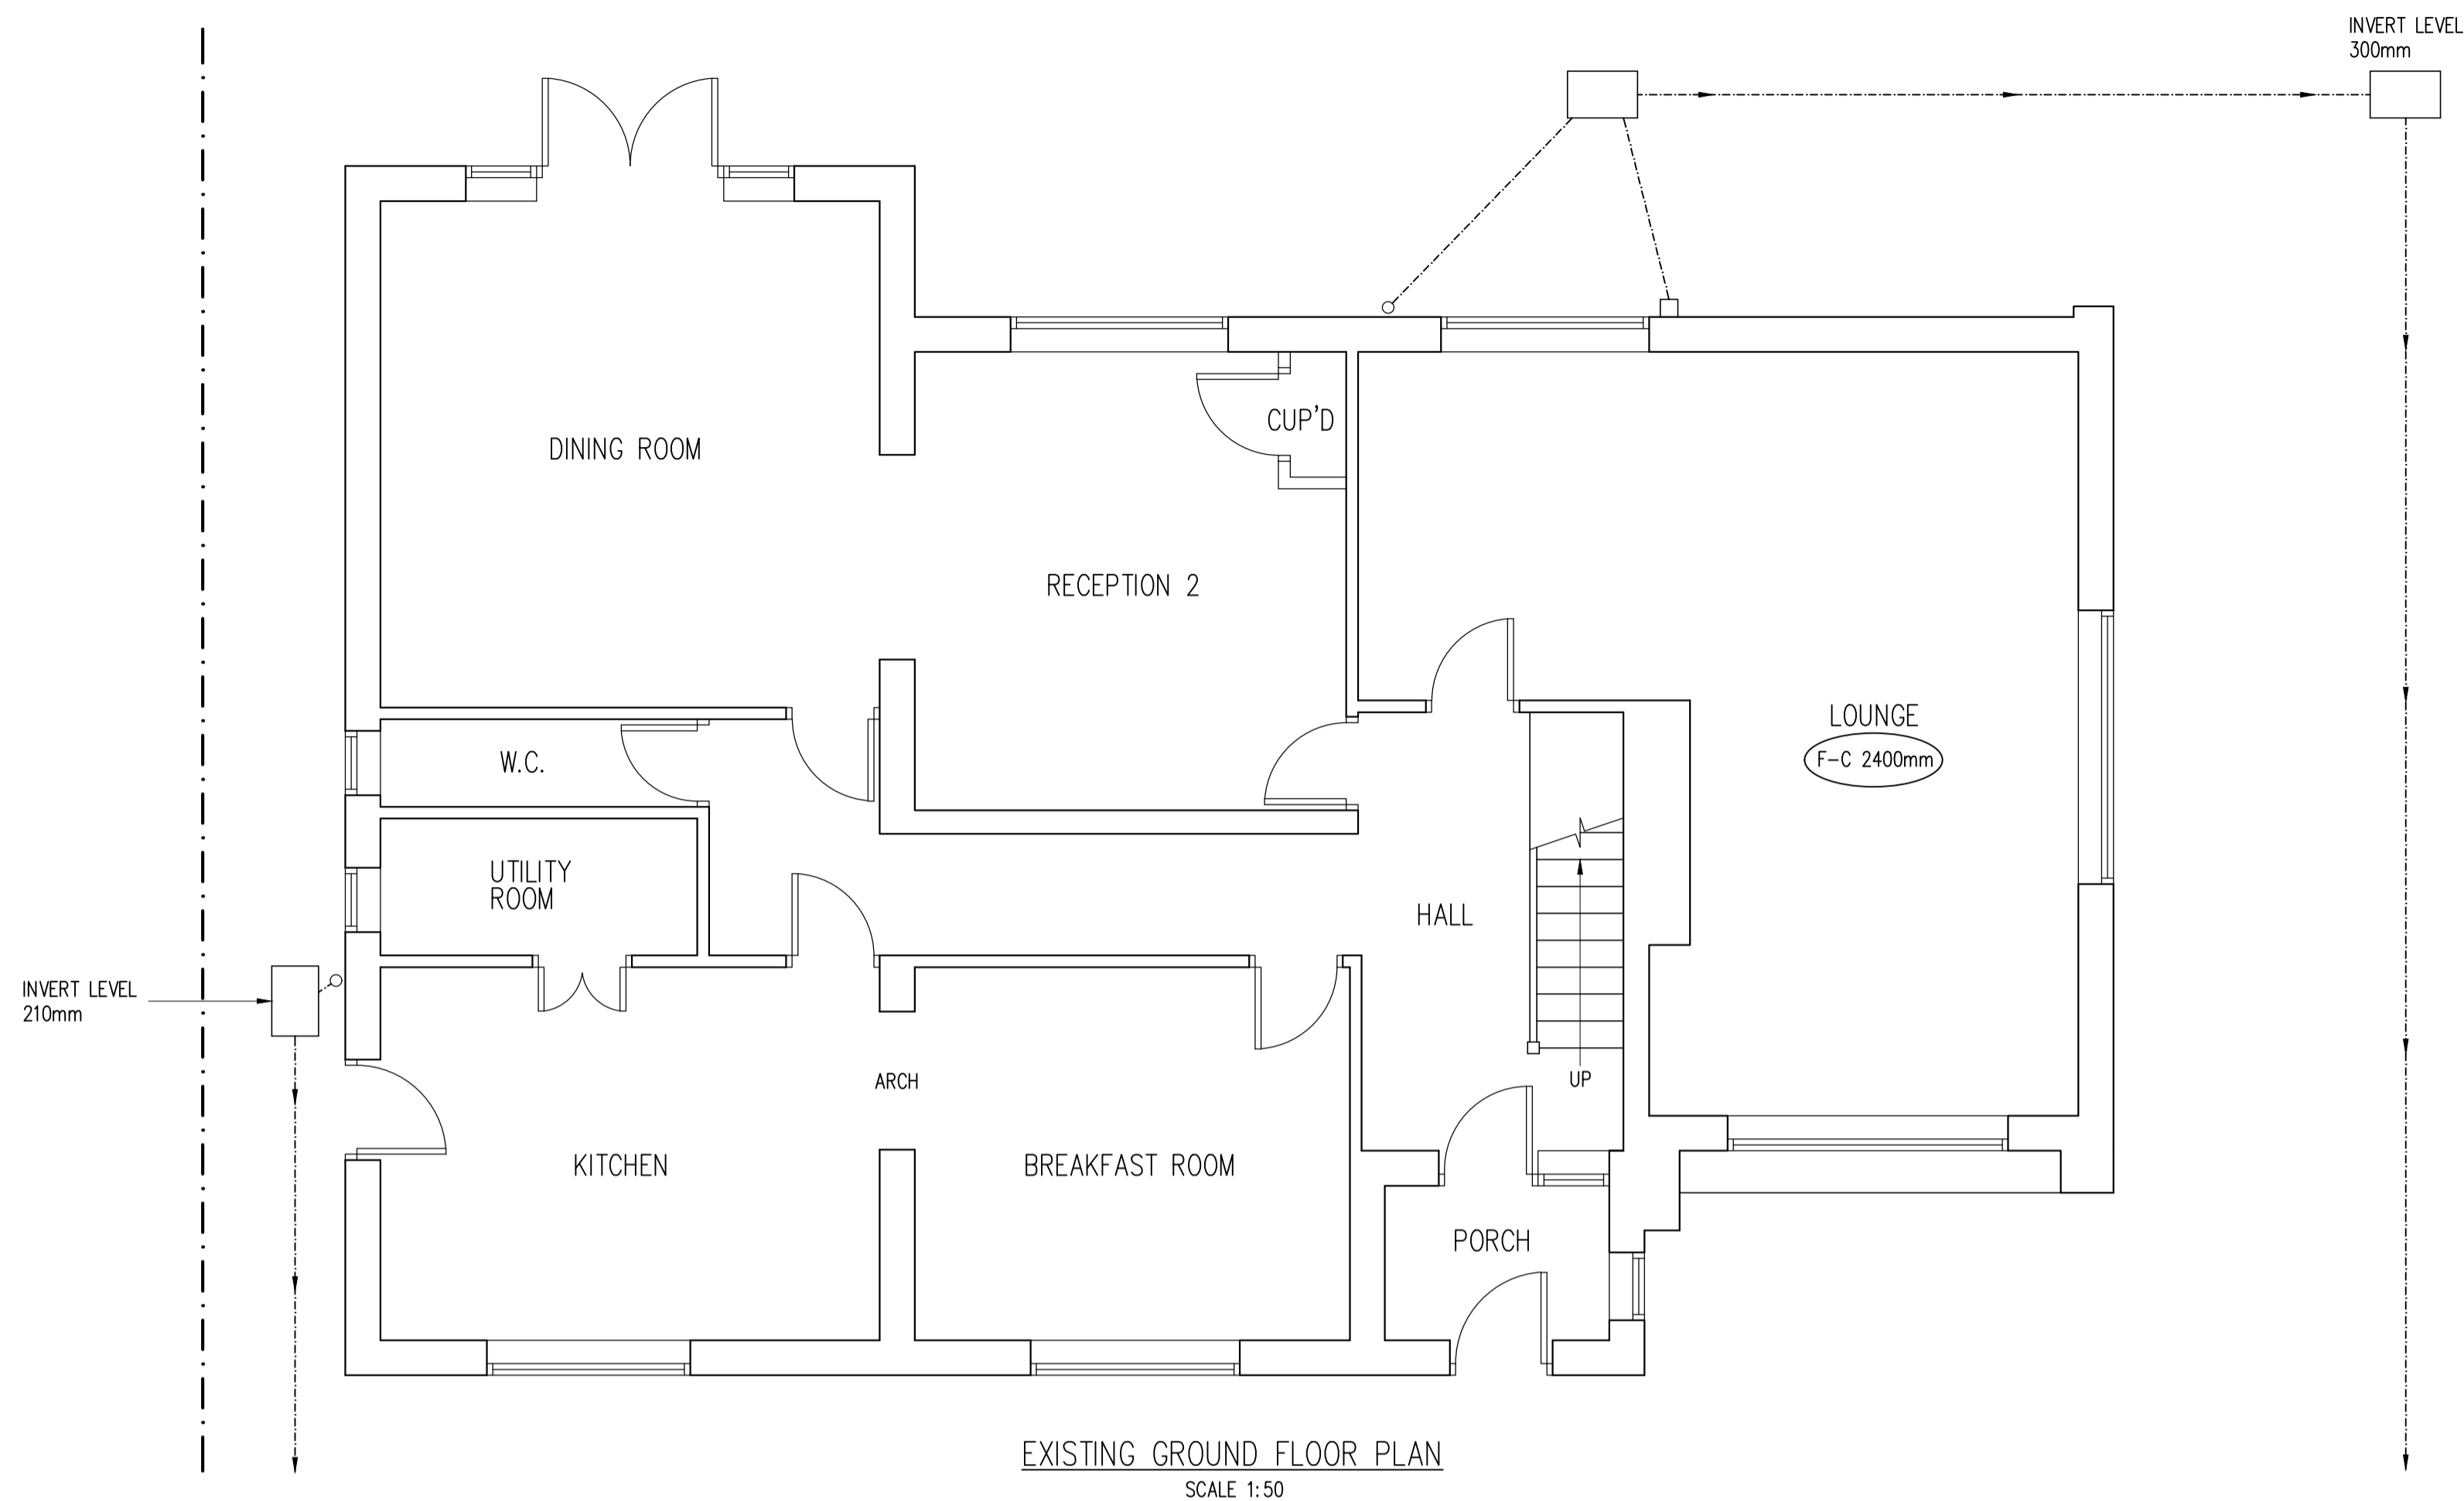 INVERT LEVEL
300mm
CUP'D
DINING ROOM
RECEPTION 2
LOUNGE
F-C 2400mm
W.C.
UTILITY
ROOM
HALL
INVERT LEVEL
210mm
UP
ARCH
KITCHEN
BREAKFAST ROOM
PORCH
EXISTING GROUND FLOOR PLAN
SCALE 1:50